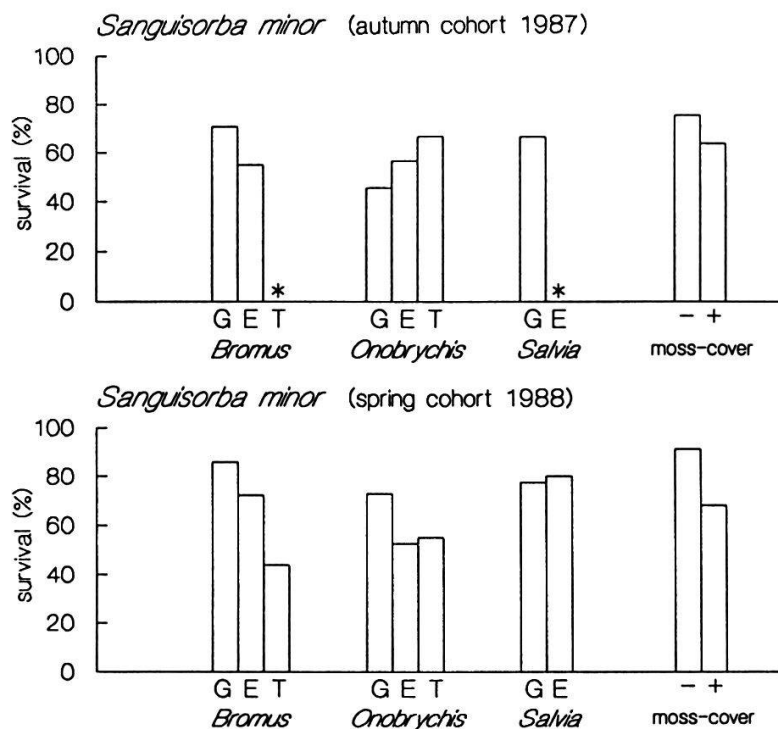 Sanguisorba minor (autumn cohort 1987)
100
80
60
40
20
0
survival (%)
*
*
G E T
G E T
G E
− +
Bromus
Onobrychis
Salvia
moss-cover
Sanguisorba minor (spring cohort 1988)
100
80
60
40
20
0
survival (%)
G E T
G E T
G E
− +
Bromus
Onobrychis
Salvia
moss-cover